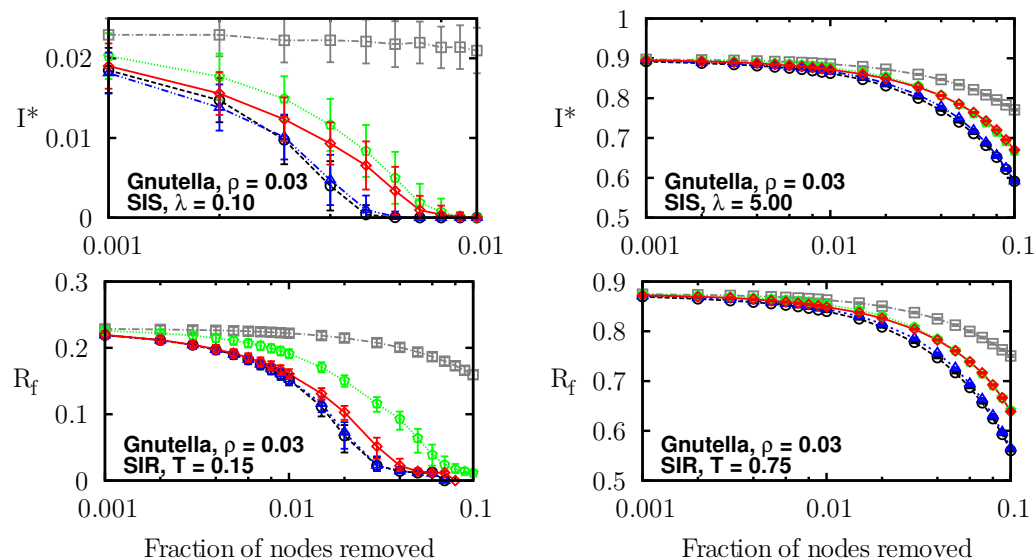 0.02
0.01
0
I*
Gnutella, ρ = 0.03
SIS, λ = 0.10
0.001
0.01
1
0.9
0.8
0.7
0.6
0.5
I*
Gnutella, ρ = 0.03
SIS, λ = 5.00
0.001
0.01
0.1
0.3
0.2
0.1
0
R_f
Gnutella, ρ = 0.03
SIR, T = 0.15
0.001
0.01
0.1
Fraction of nodes removed
0.9
0.8
0.7
0.6
0.5
R_f
Gnutella, ρ = 0.03
SIR, T = 0.75
0.001
0.01
0.1
Fraction of nodes removed